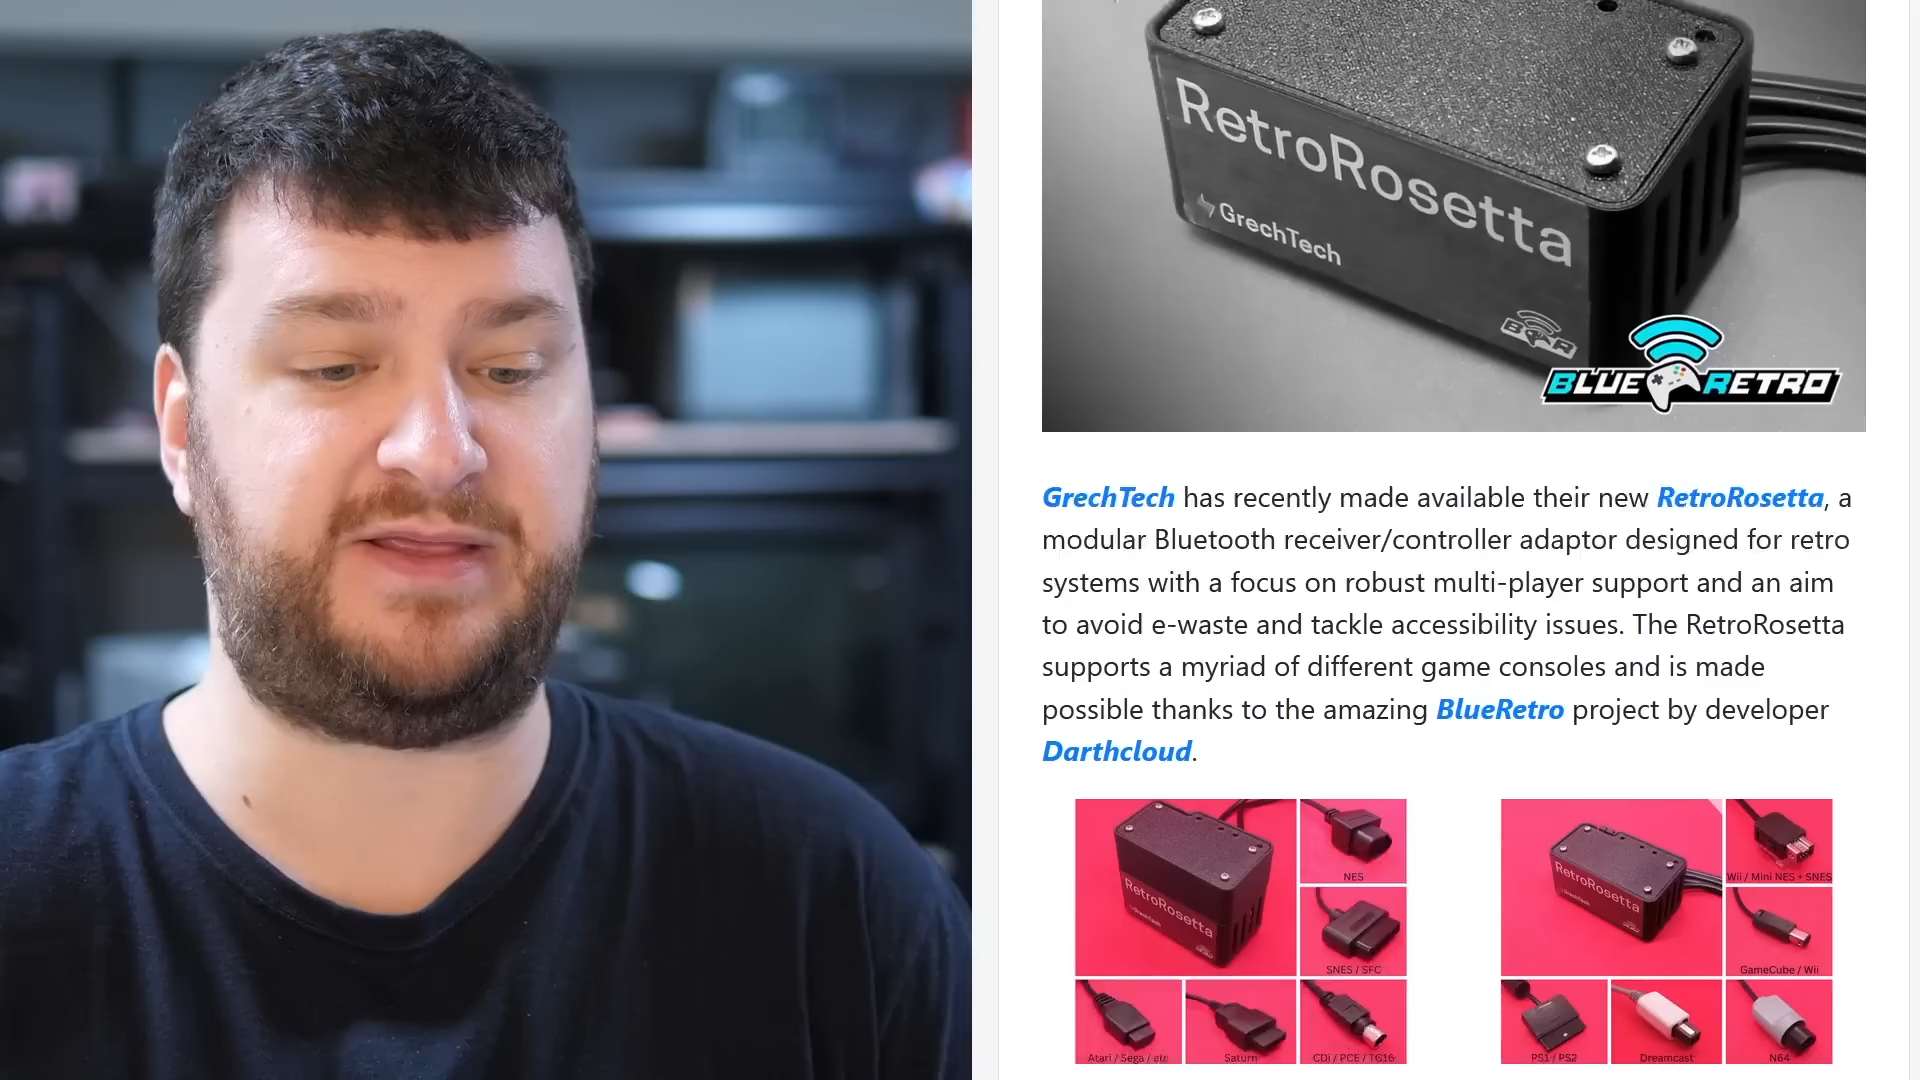 RetroRosetta
GrechTech
BLUE RETRO
GrechTech has recently made available their new RetroRosetta, a
modular Bluetooth receiver/controller adaptor designed for retro
systems with a focus on robust multi-player support and an aim
to avoid e-waste and tackle accessibility issues. The RetroRosetta
supports a myriad of different game consoles and is made
possible thanks to the amazing BlueRetro project by developer
Darthcloud.
RetroRosetta
GrechTech
NES
SNES / SFC
Atari / Sega / etc
Saturn
CDi / PCE / TG16
RetroRosetta
GrechTech
Wii / Mini NES + SNES
GameCube / Wii
PS1 / PS2
Dreamcast
N64